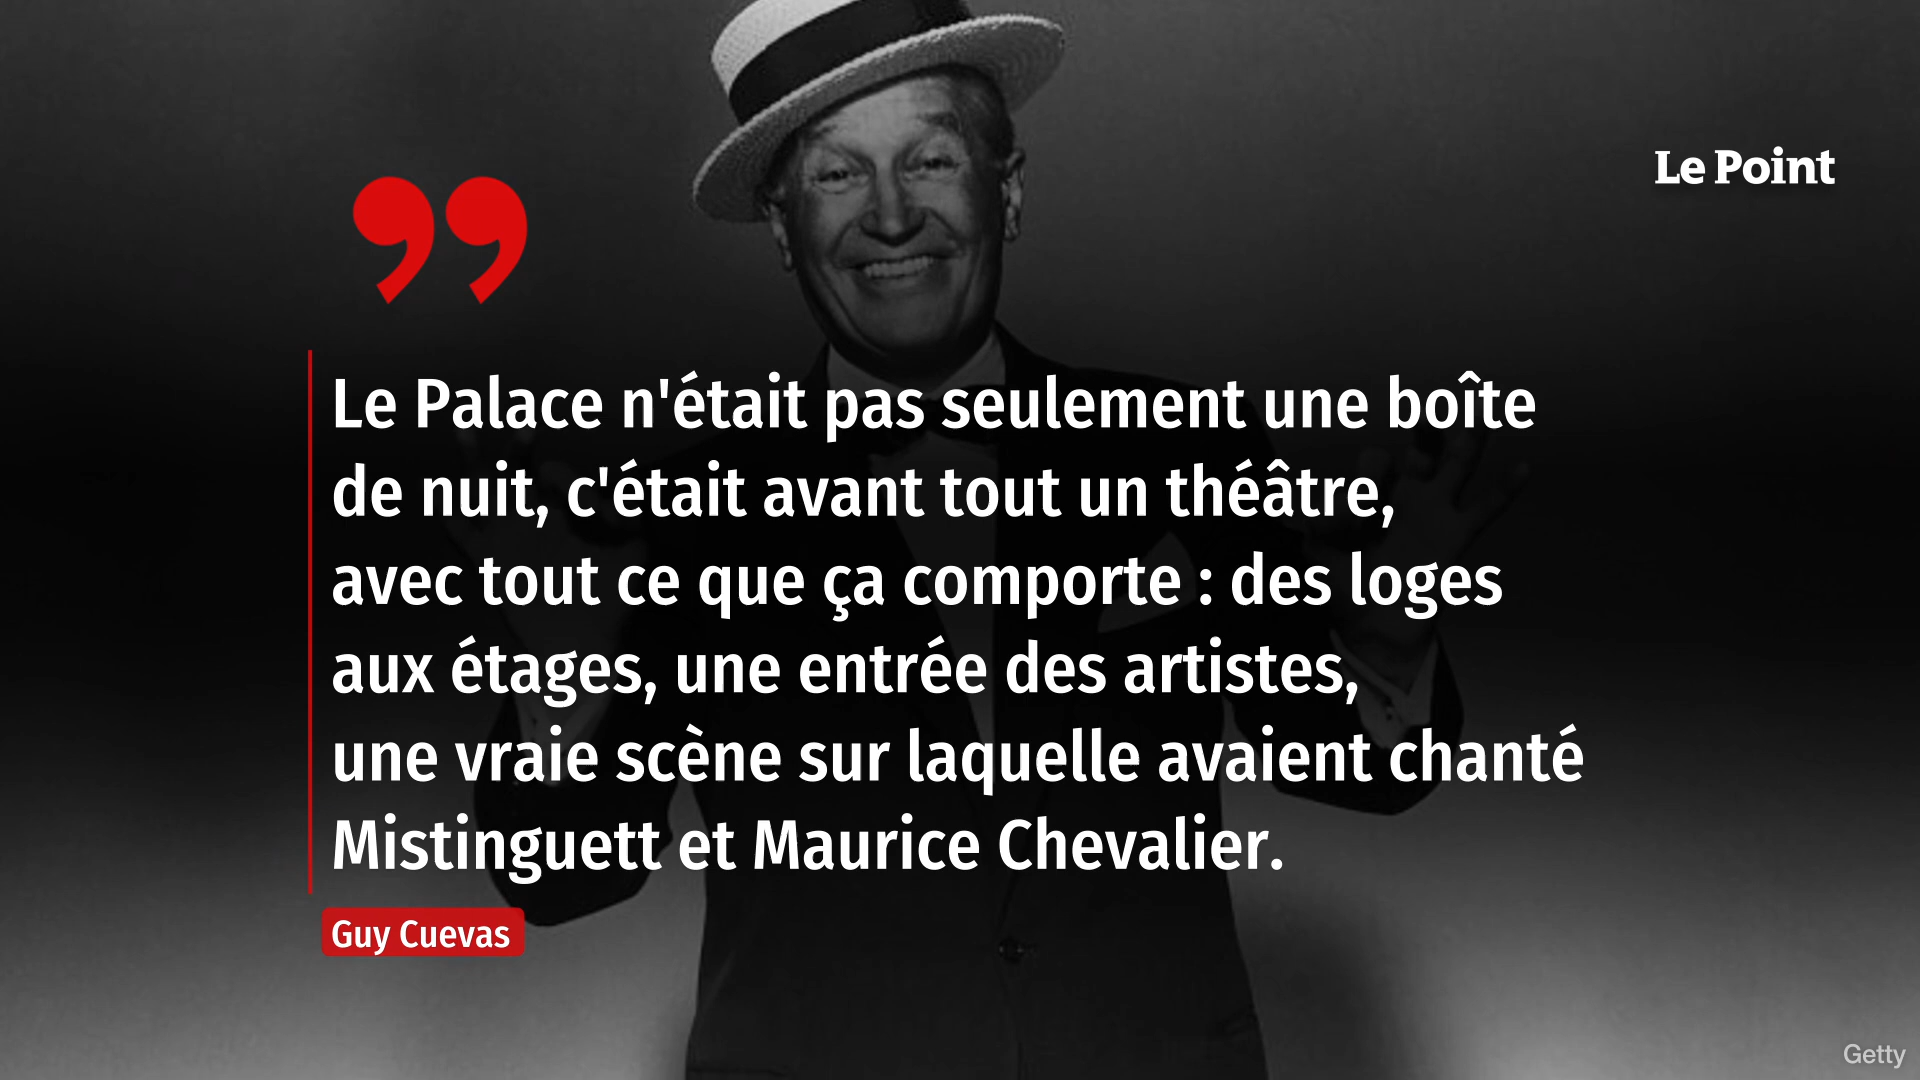 Le Point
Le Palace n'était pas seulement une boîte
de nuit, c'était avant tout un théâtre,
avec tout ce que ça comporte : des loges
aux étages, une entrée des artistes,
une vraie scène sur laquelle avaient chanté
Mistinguett et Maurice Chevalier.
Guy Cuevas
Getty